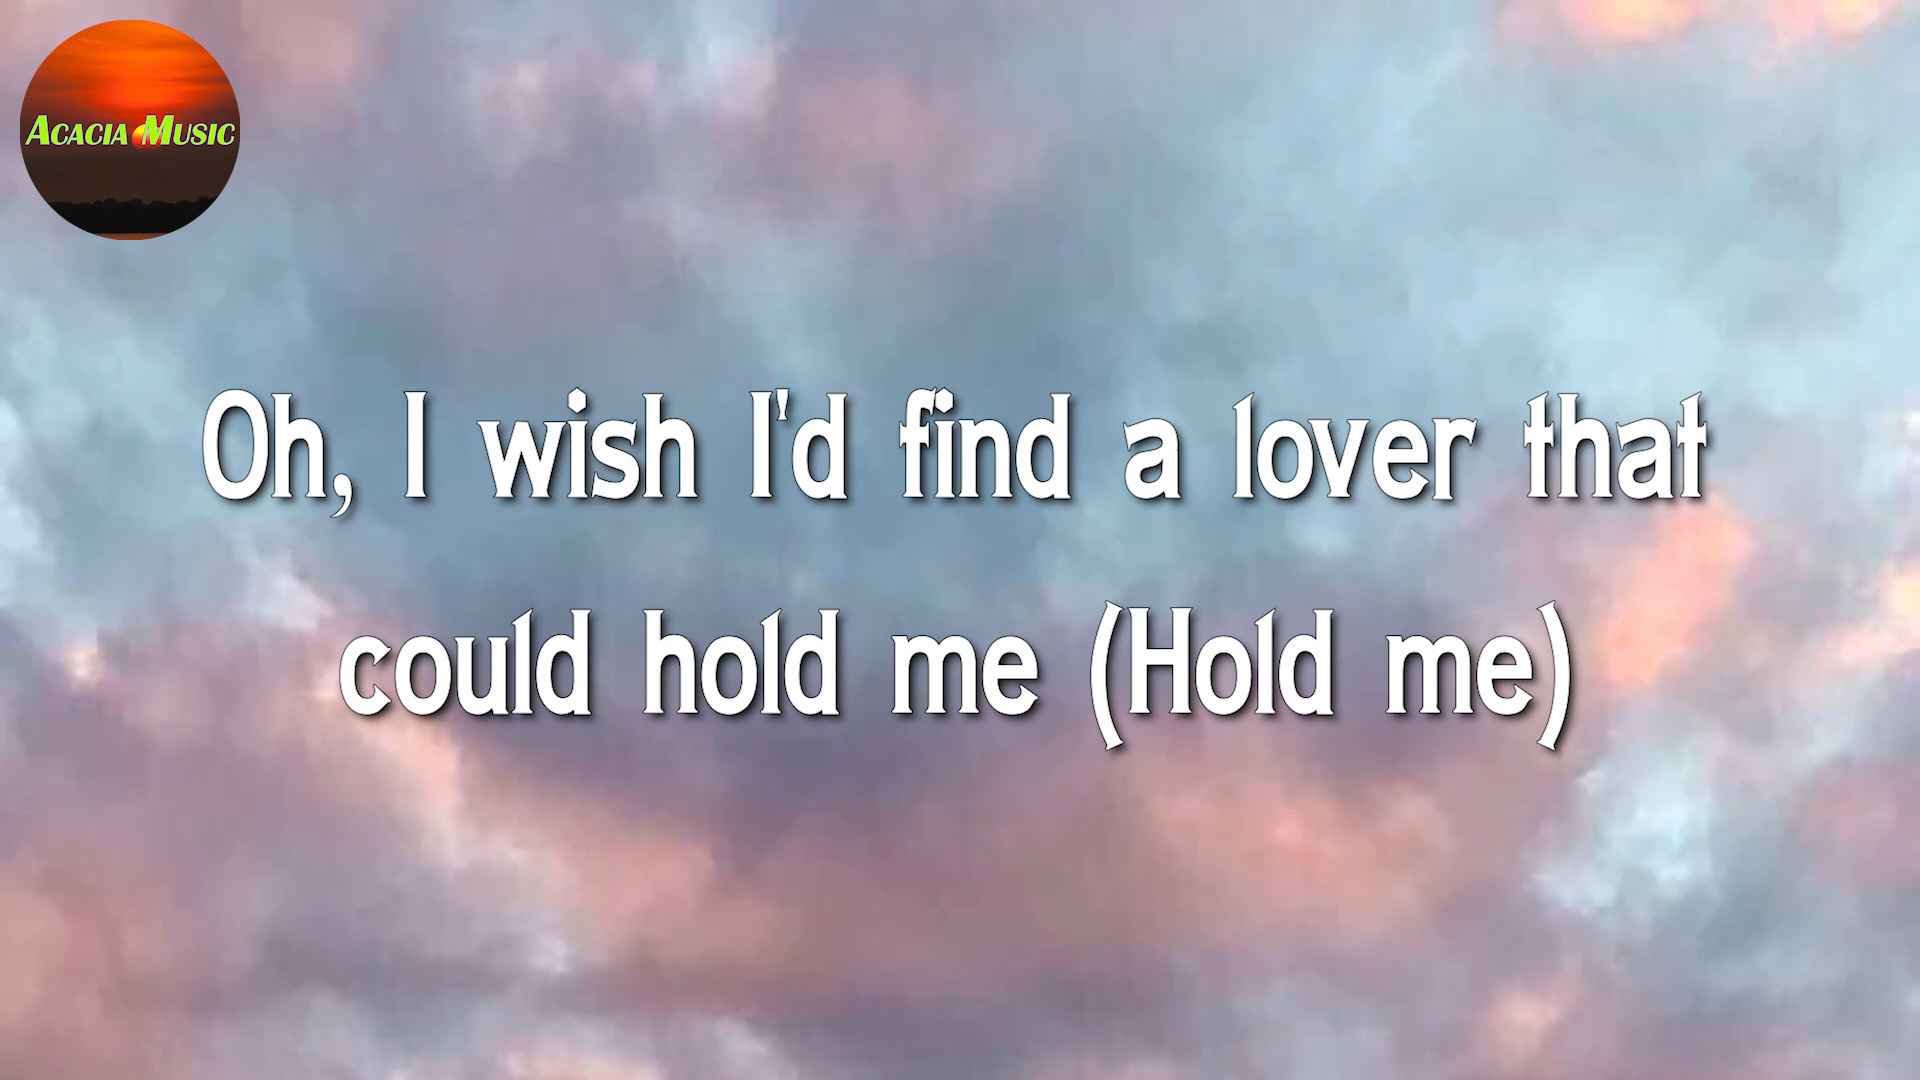 ACACIA MUSIC
Oh, I wish I'd find a lover that
could hold me (Hold me)